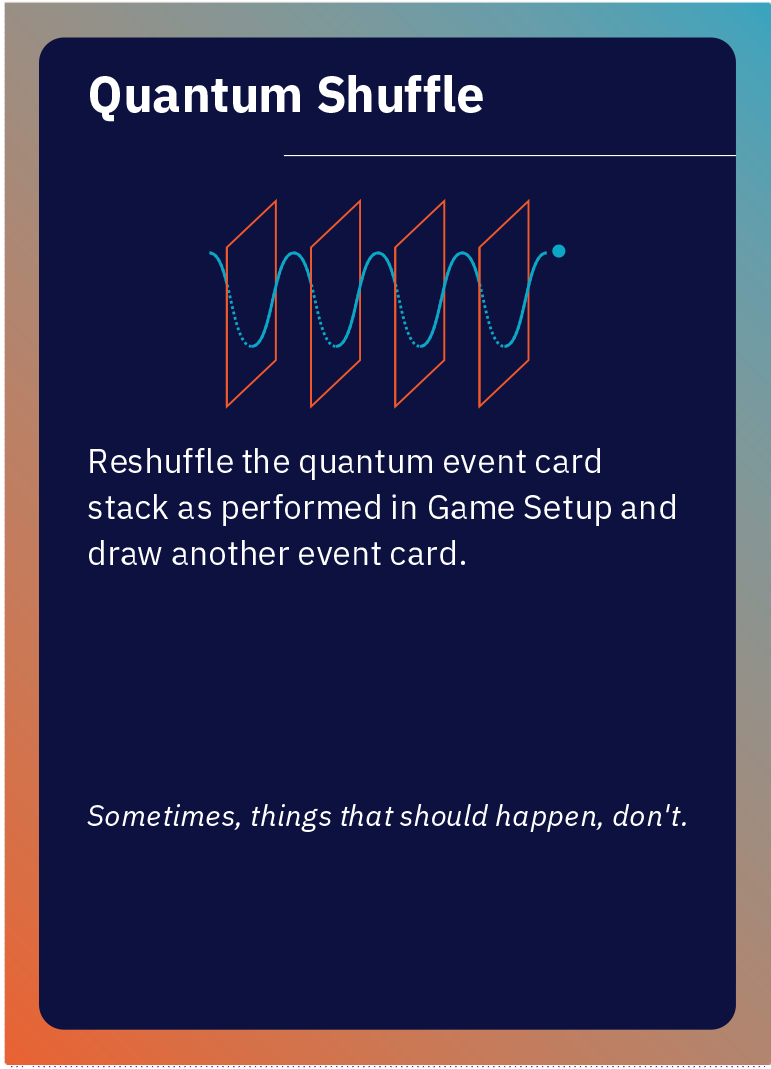 Quantum Shuffle
Reshuffle the quantum event card
stack as performed in Game Setup and
draw another event card.
Sometimes, things that should happen, don't.